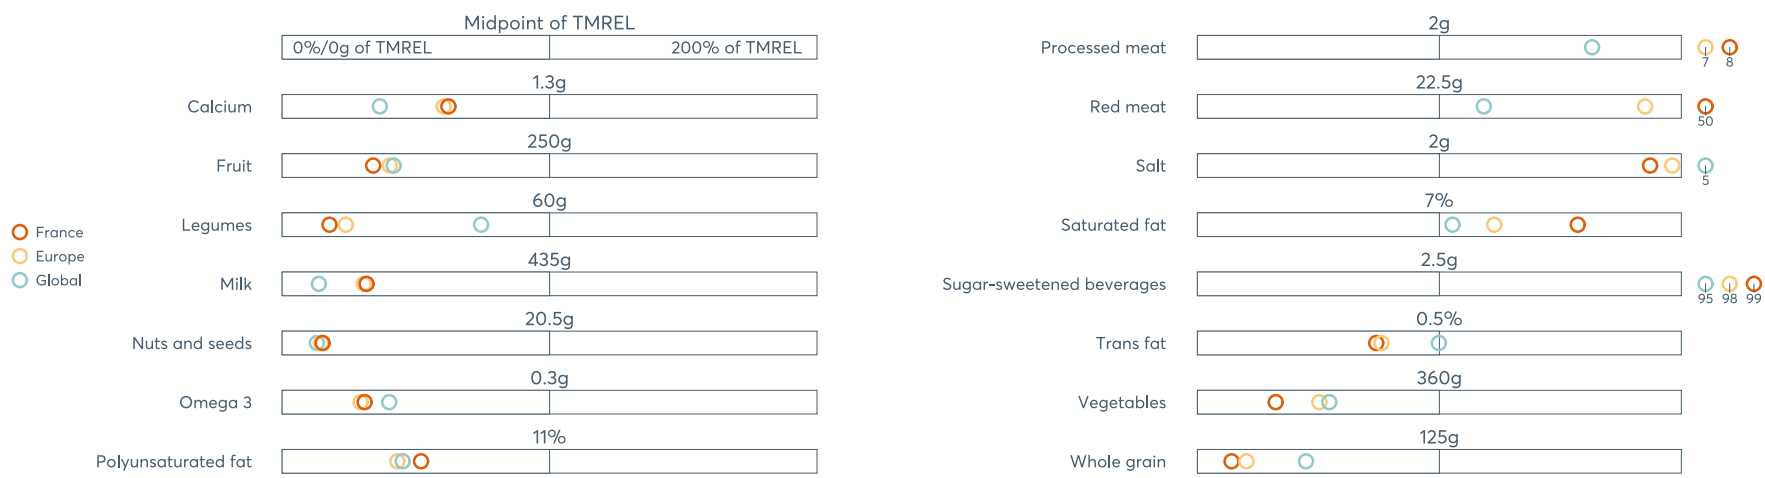 Midpoint of TMREL
0%/0g of TMREL 200% of TMREL
1.3g
Calcium
250g
Fruit
60g
Legumes
435g
Milk
20.5g
Nuts and seeds
0.3g
Omega 3
11%
Polyunsaturated fat
France
Europe
Global
2g
Processed meat
7 8
22.5g
Red meat
50
2g
Salt
5
7%
Saturated fat
2.5g
Sugar-sweetened beverages
95 98 99
0.5%
Trans fat
360g
Vegetables
125g
Whole grain